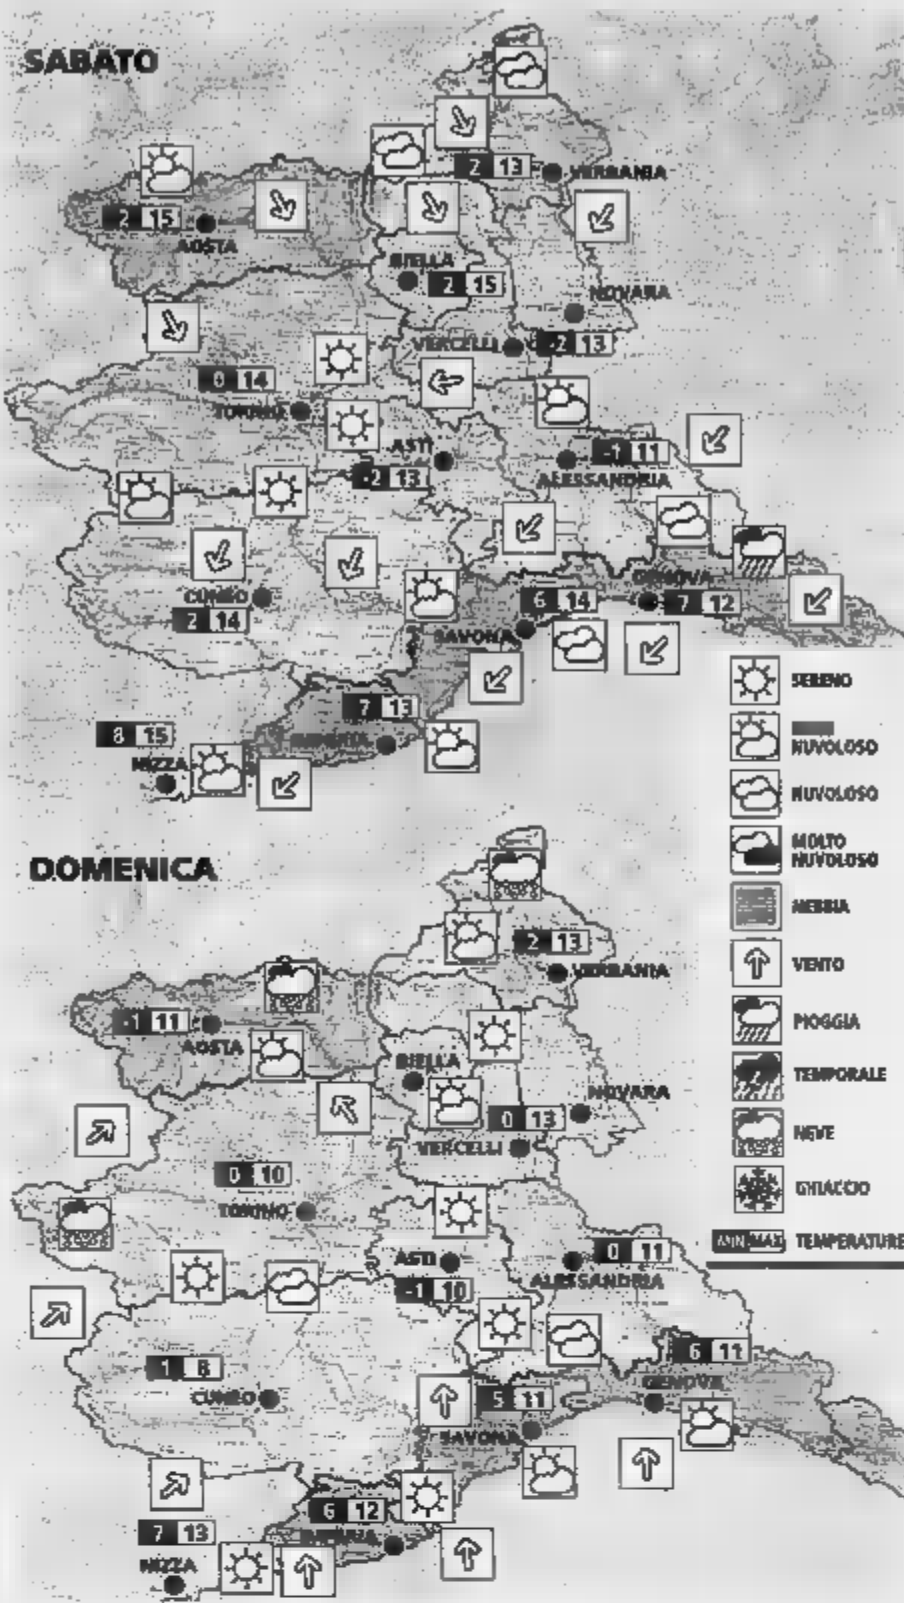 SABATO
2 13
VERBANIA
2 15
AOSTA
BIELLA
2 15
NOVARA
VERCELLI
-2 13
0 14
TORINO
ASTI
-2 13
-1 11
ALESSANDRIA
CUNEO
2 14
GENOVA
6 14
7 12
SAVONA
7 13
IMPERIA
8 15
NIZZA
SERENO
NUVOLOSO
NUVOLOSO
MOLTO
NUVOLOSO
NEBBIA
VENTO
PIOGGIA
TEMPORALE
NEVE
GHIACCIO
MIN MAX TEMPERATURE
DOMENICA
2 13
VERBANIA
-1 11
AOSTA
BIELLA
NOVARA
0 13
VERCELLI
0 10
TORINO
ASTI
-1 10
0 11
ALESSANDRIA
1 8
CUNEO
6 11
GENOVA
5 11
SAVONA
6 12
IMPERIA
7 13
NIZZA